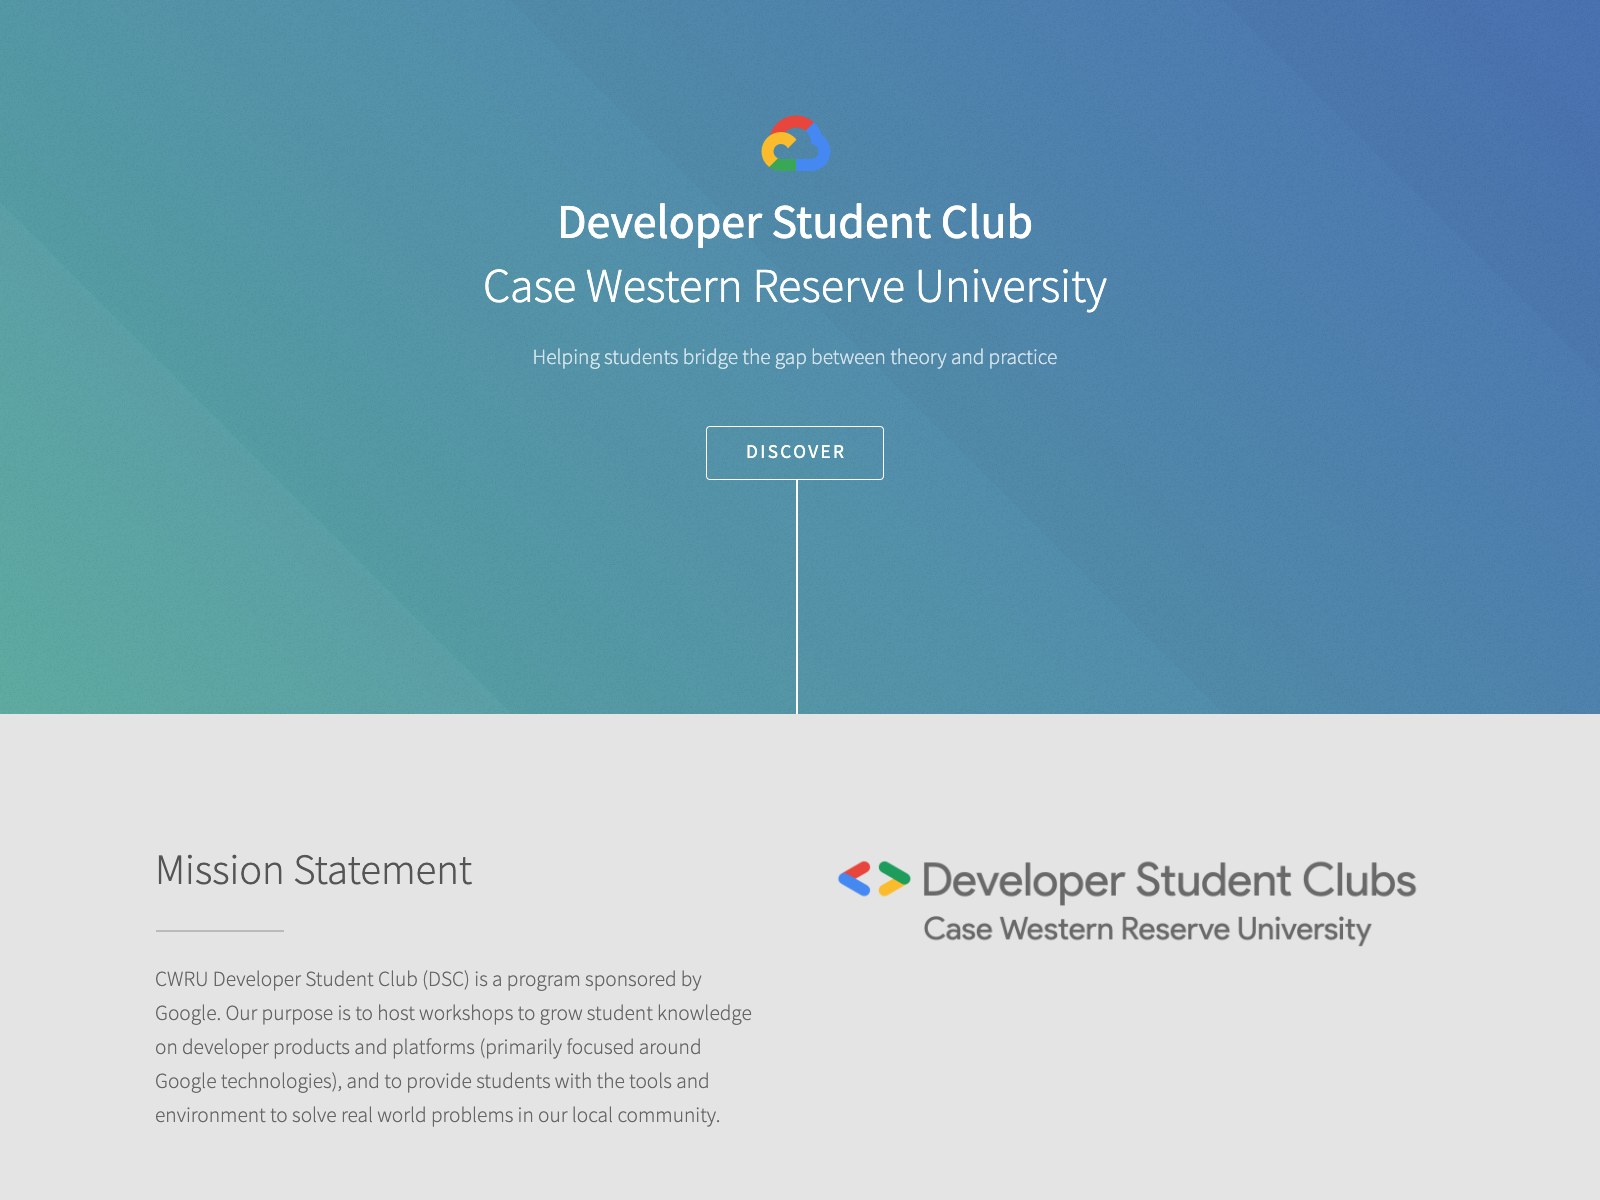 Developer Student Club
Case Western Reserve University
Helping students bridge the gap between theory and practice
DISCOVER
Mission Statement
CWRU Developer Student Club (DSC) is a program sponsored by
Google. Our purpose is to host workshops to grow student knowledge
on developer products and platforms (primarily focused around
Google technologies), and to provide students with the tools and
environment to solve real world problems in our local community.
Developer Student Clubs
Case Western Reserve University